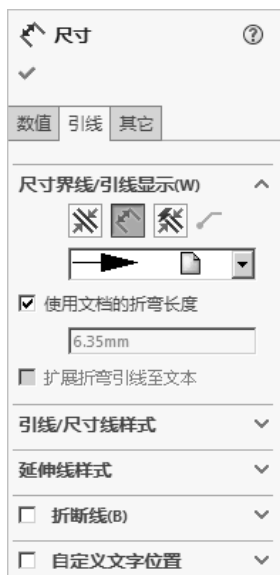 尺寸
数值 引线 其它
尺寸界线/引线显示(W)
使用文档的折弯长度
6.35mm
扩展折弯引线至文本
引线/尺寸线样式
延伸线样式
折断线(B)
自定义文字位置